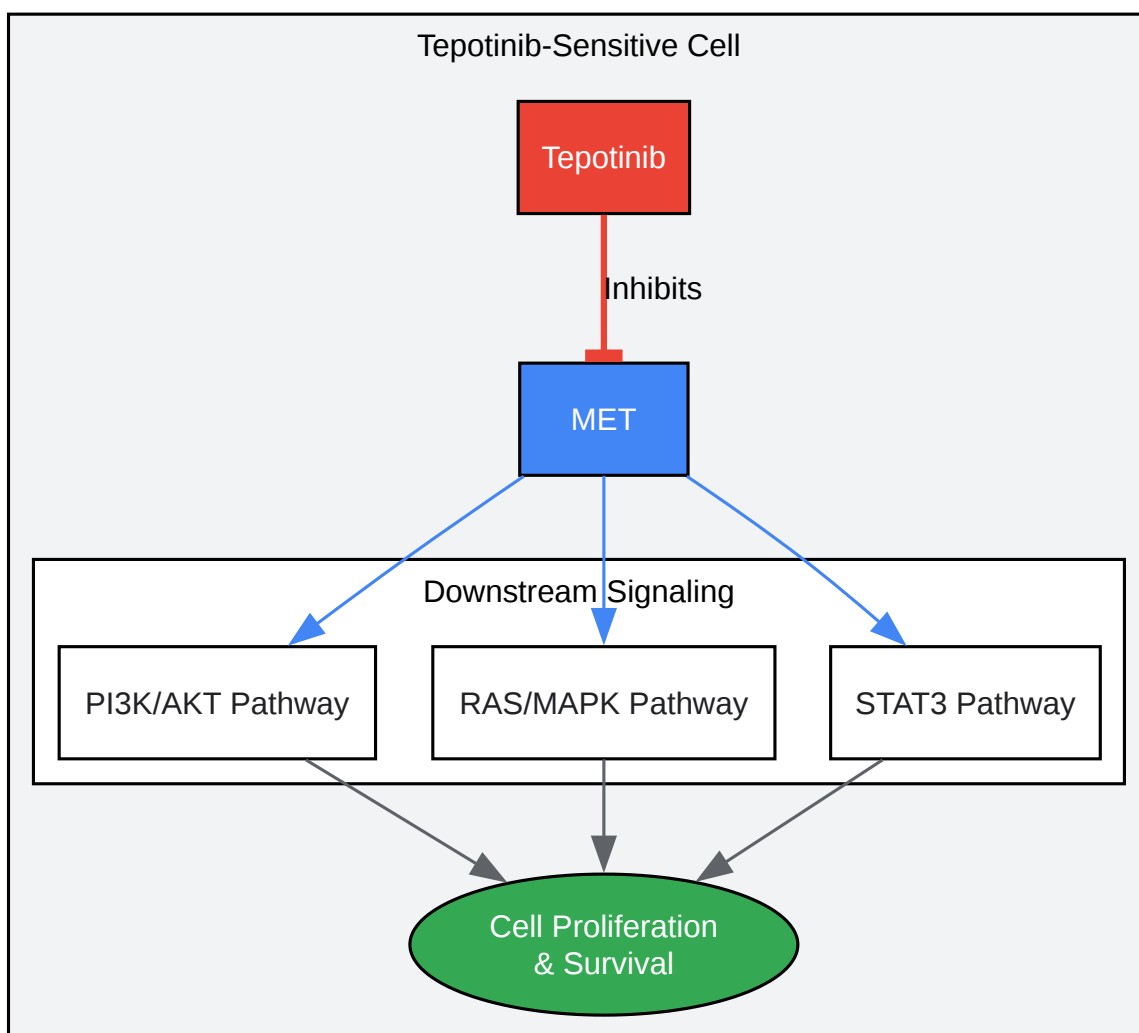 Tepotinib-Sensitive Cell
Tepotinib
Inhibits
MET
Downstream Signaling
PI3K/AKT Pathway
RAS/MAPK Pathway
STAT3 Pathway
Cell Proliferation
& Survival